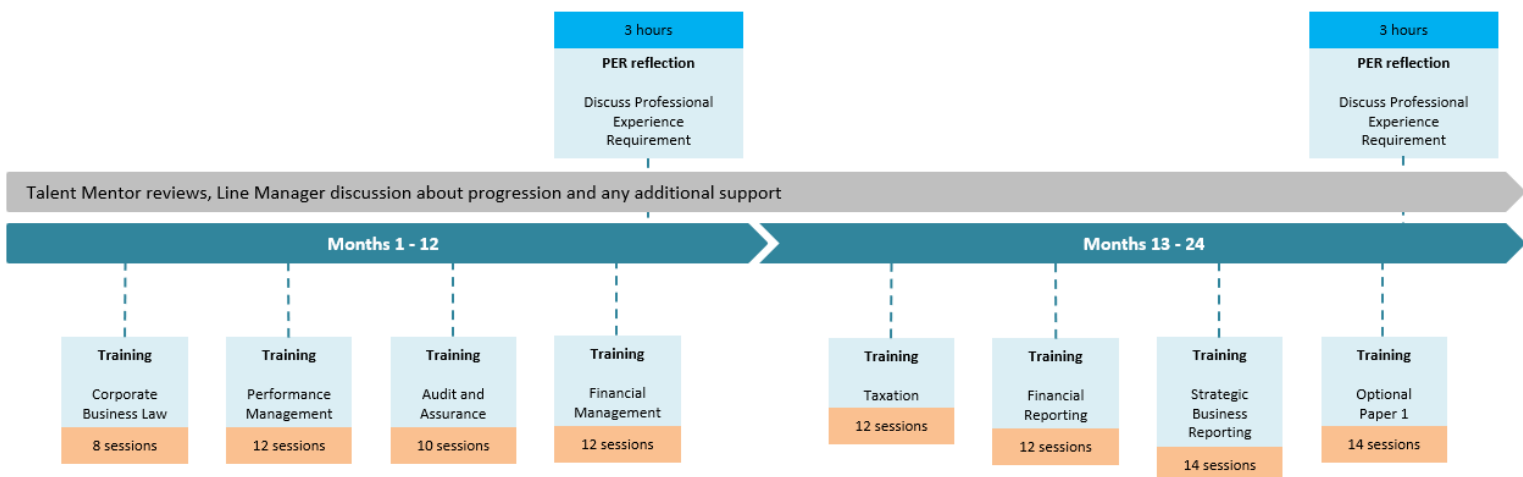 3 hours
PER reflection
Discuss Professional
Experience
Requirement
3 hours
PER reflection
Discuss Professional
Experience
Requirement
Talent Mentor reviews, Line Manager discussion about progression and any additional support
Months 1 - 12
Months 13 - 24
Training
Corporate
Business Law
8 sessions
Training
Performance
Management
12 sessions
Training
Audit and
Assurance
10 sessions
Training
Financial
Management
12 sessions
Training
Taxation
12 sessions
Training
Financial
Reporting
12 sessions
Training
Strategic
Business
Reporting
14 sessions
Training
Optional
Paper 1
14 sessions